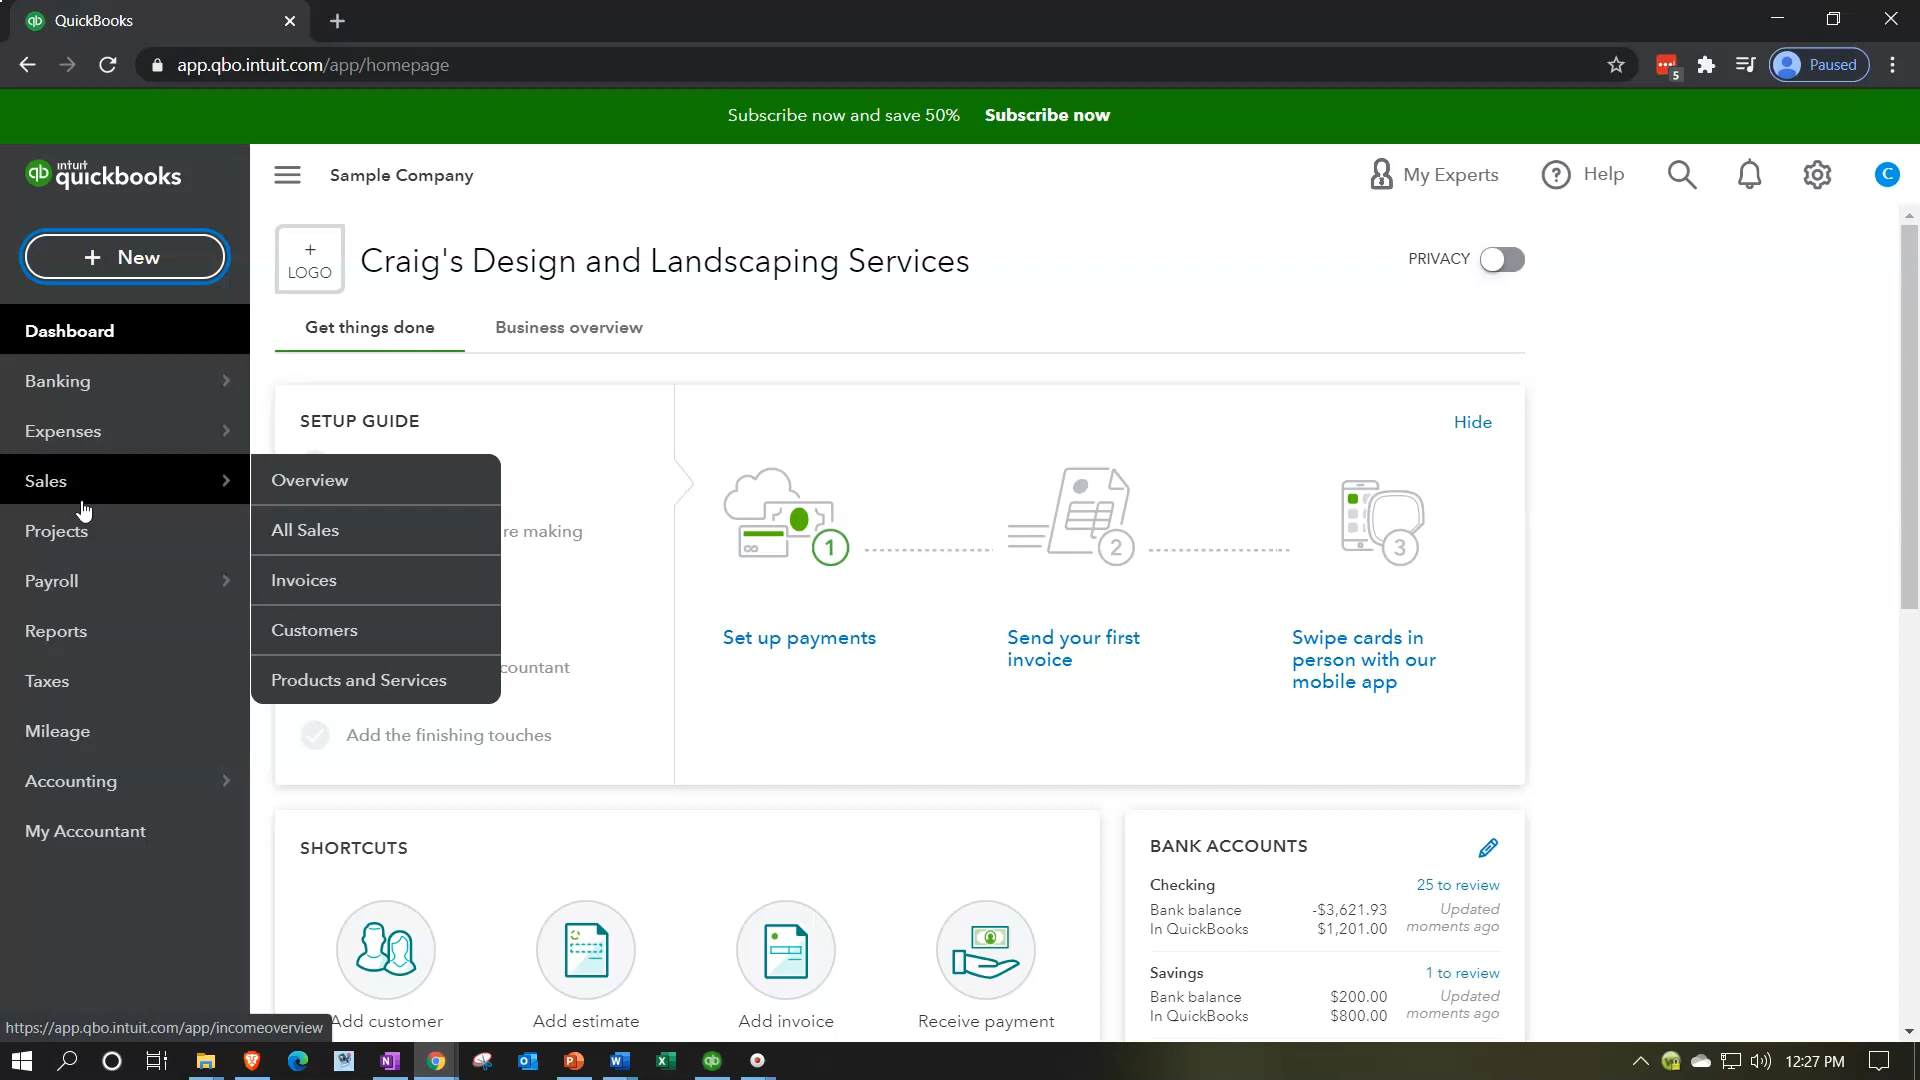 QuickBooks
app.qbo.intuit.com/app/homepage
5
Paused
Subscribe now and save 50% Subscribe now
qb intuit quickbooks
Sample Company
My Experts
? Help
C
+ New
+ LOGO
Craig's Design and Landscaping Services
PRIVACY
Get things done
Business overview
Dashboard
Banking
Expenses
Sales
Projects
Payroll
Reports
Taxes
Mileage
Accounting
My Accountant
Overview
All Sales
Invoices
Customers
Products and Services
SETUP GUIDE
Hide
re making
countant
Add the finishing touches
1
2
3
Set up payments
Send your first
invoice
Swipe cards in
person with our
mobile app
SHORTCUTS
Add customer
Add estimate
Add invoice
Receive payment
BANK ACCOUNTS
Checking 25 to review
Bank balance -$3,621.93 Updated
In QuickBooks $1,201.00 moments ago
Savings 1 to review
Bank balance $200.00 Updated
In QuickBooks $800.00 moments ago
https://app.qbo.intuit.com/app/incomeoverview
12:27 PM